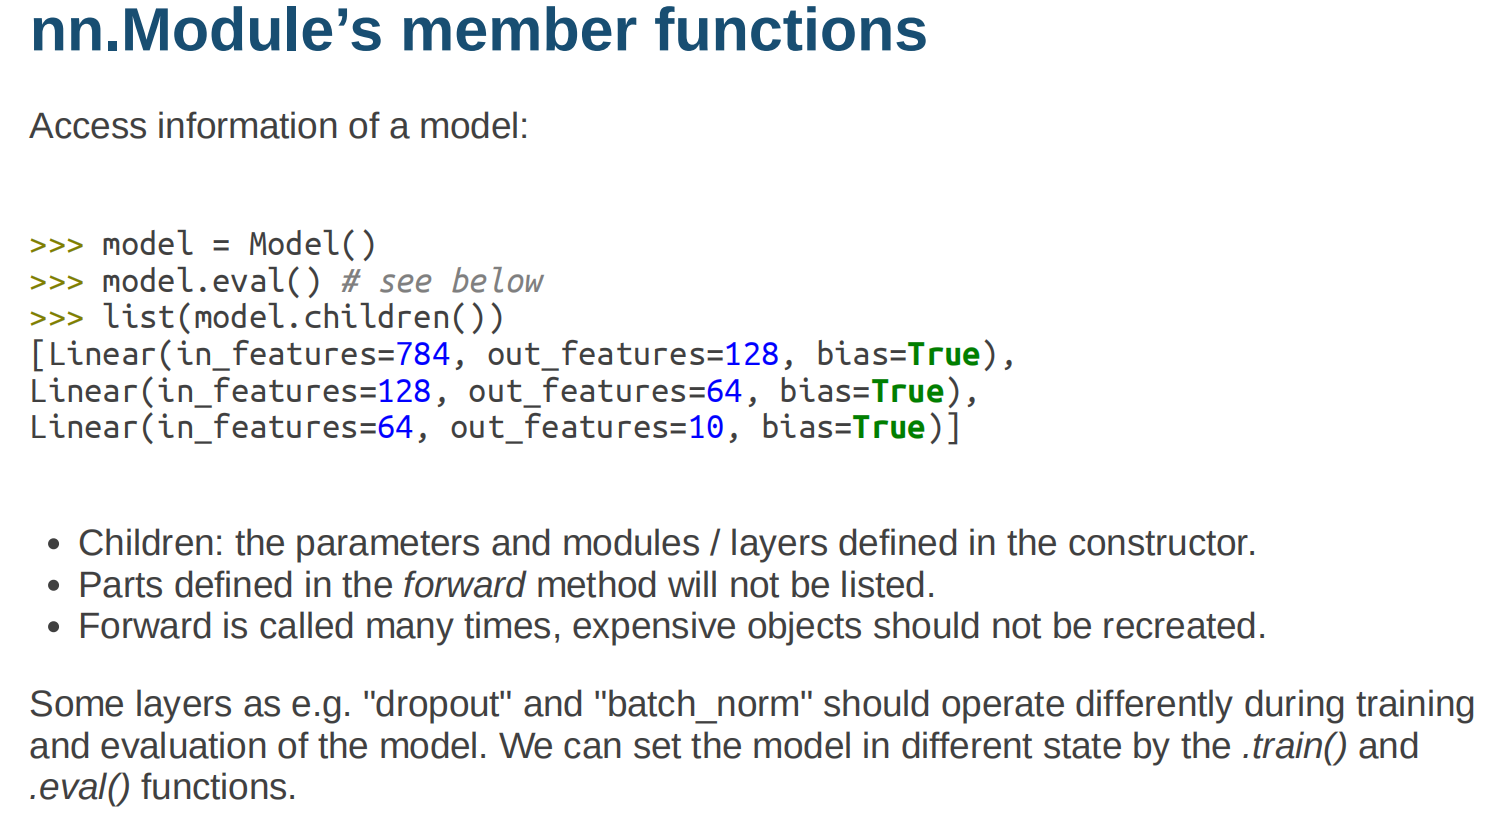 nn.Module’s member functions
Access information of a model:
>>> model = Model()
>>> model.eval() # see below
>>> list(model.children())
[Linear(in_features=784, out_features=128, bias=True),
Linear(in_features=128, out_features=64, bias=True),
Linear(in_features=64, out_features=10, bias=True)]
• Children: the parameters and modules / layers defined in the constructor.
• Parts defined in the forward method will not be listed.
• Forward is called many times, expensive objects should not be recreated.
Some layers as e.g. "dropout" and "batch_norm" should operate differently during training
and evaluation of the model. We can set the model in different state by the .train() and
.eval() functions.